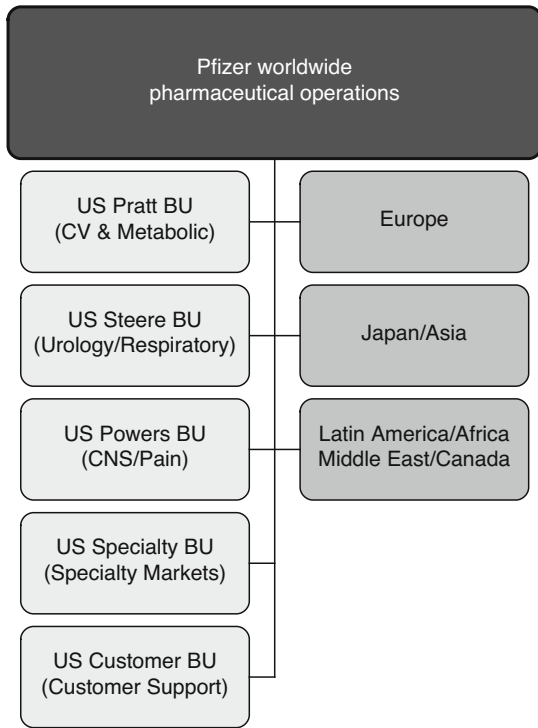 Pfizer worldwide
pharmaceutical operations
US Pratt BU
(CV & Metabolic)
Europe
US Steere BU
(Urology/Respiratory)
Japan/Asia
US Powers BU
(CNS/Pain)
Latin America/Africa
Middle East/Canada
US Specialty BU
(Specialty Markets)
US Customer BU
(Customer Support)